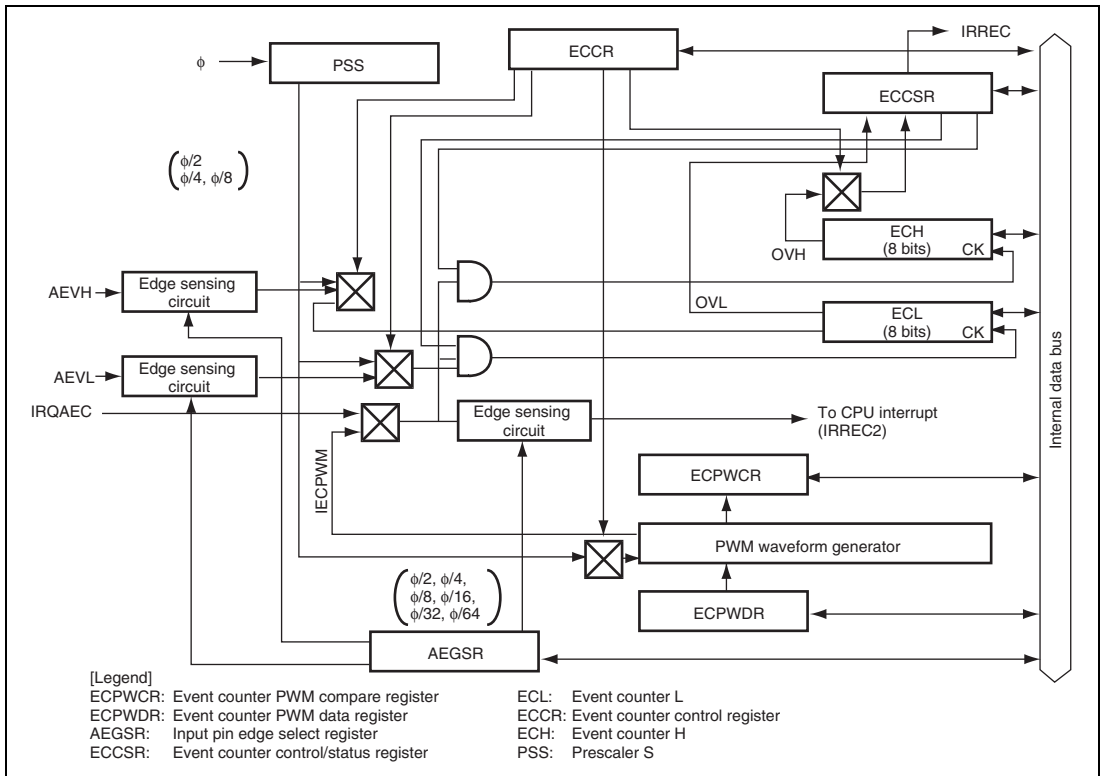 IRREC
ECCR
φ
PSS
ECCSR
φ/2
φ/4, φ/8
ECH
(8 bits)
CK
OVH
AEVH
Edge sensing
circuit
OVL
ECL
(8 bits)
CK
AEVL
Edge sensing
circuit
IRQAEC
Edge sensing
circuit
To CPU interrupt
(IRREC2)
Internal data bus
IECPWM
ECPWCR
PWM waveform generator
φ/2, φ/4,
φ/8, φ/16,
φ/32, φ/64
ECPWDR
AEGSR
[Legend]
ECPWCR: Event counter PWM compare register
ECPWDR: Event counter PWM data register
AEGSR: Input pin edge select register
ECCSR: Event counter control/status register
ECL: Event counter L
ECCR: Event counter control register
ECH: Event counter H
PSS: Prescaler S